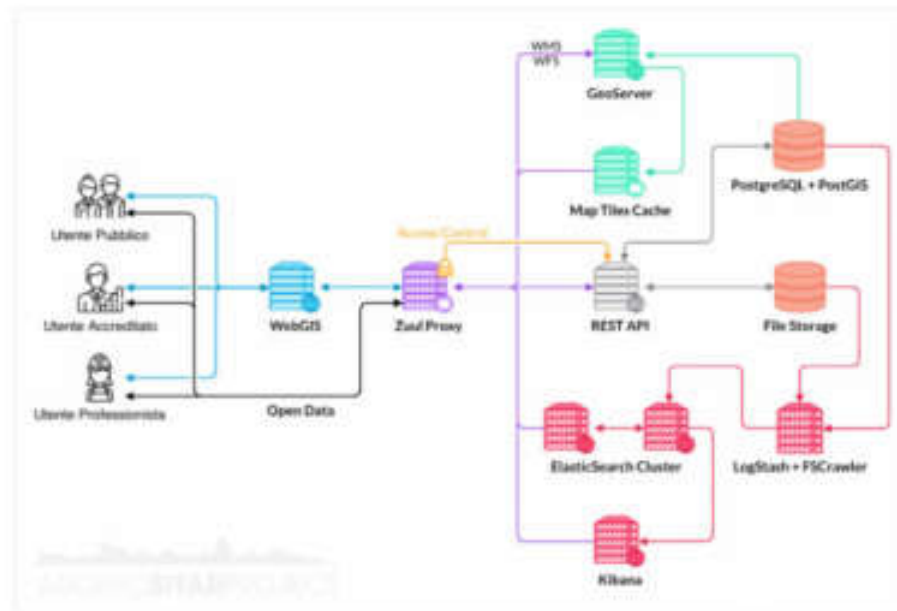 WMS
WFS
GeoServer
PostgreSQL + PostGIS
Map Tiles Cache
Utente Pubblico
Access Control
Utente Accreditato
WebGIS
Zuul Proxy
REST API
File Storage
Utente Professionista
Open Data
ElasticSearch Cluster
LogStash + FSCrawler
Kibana